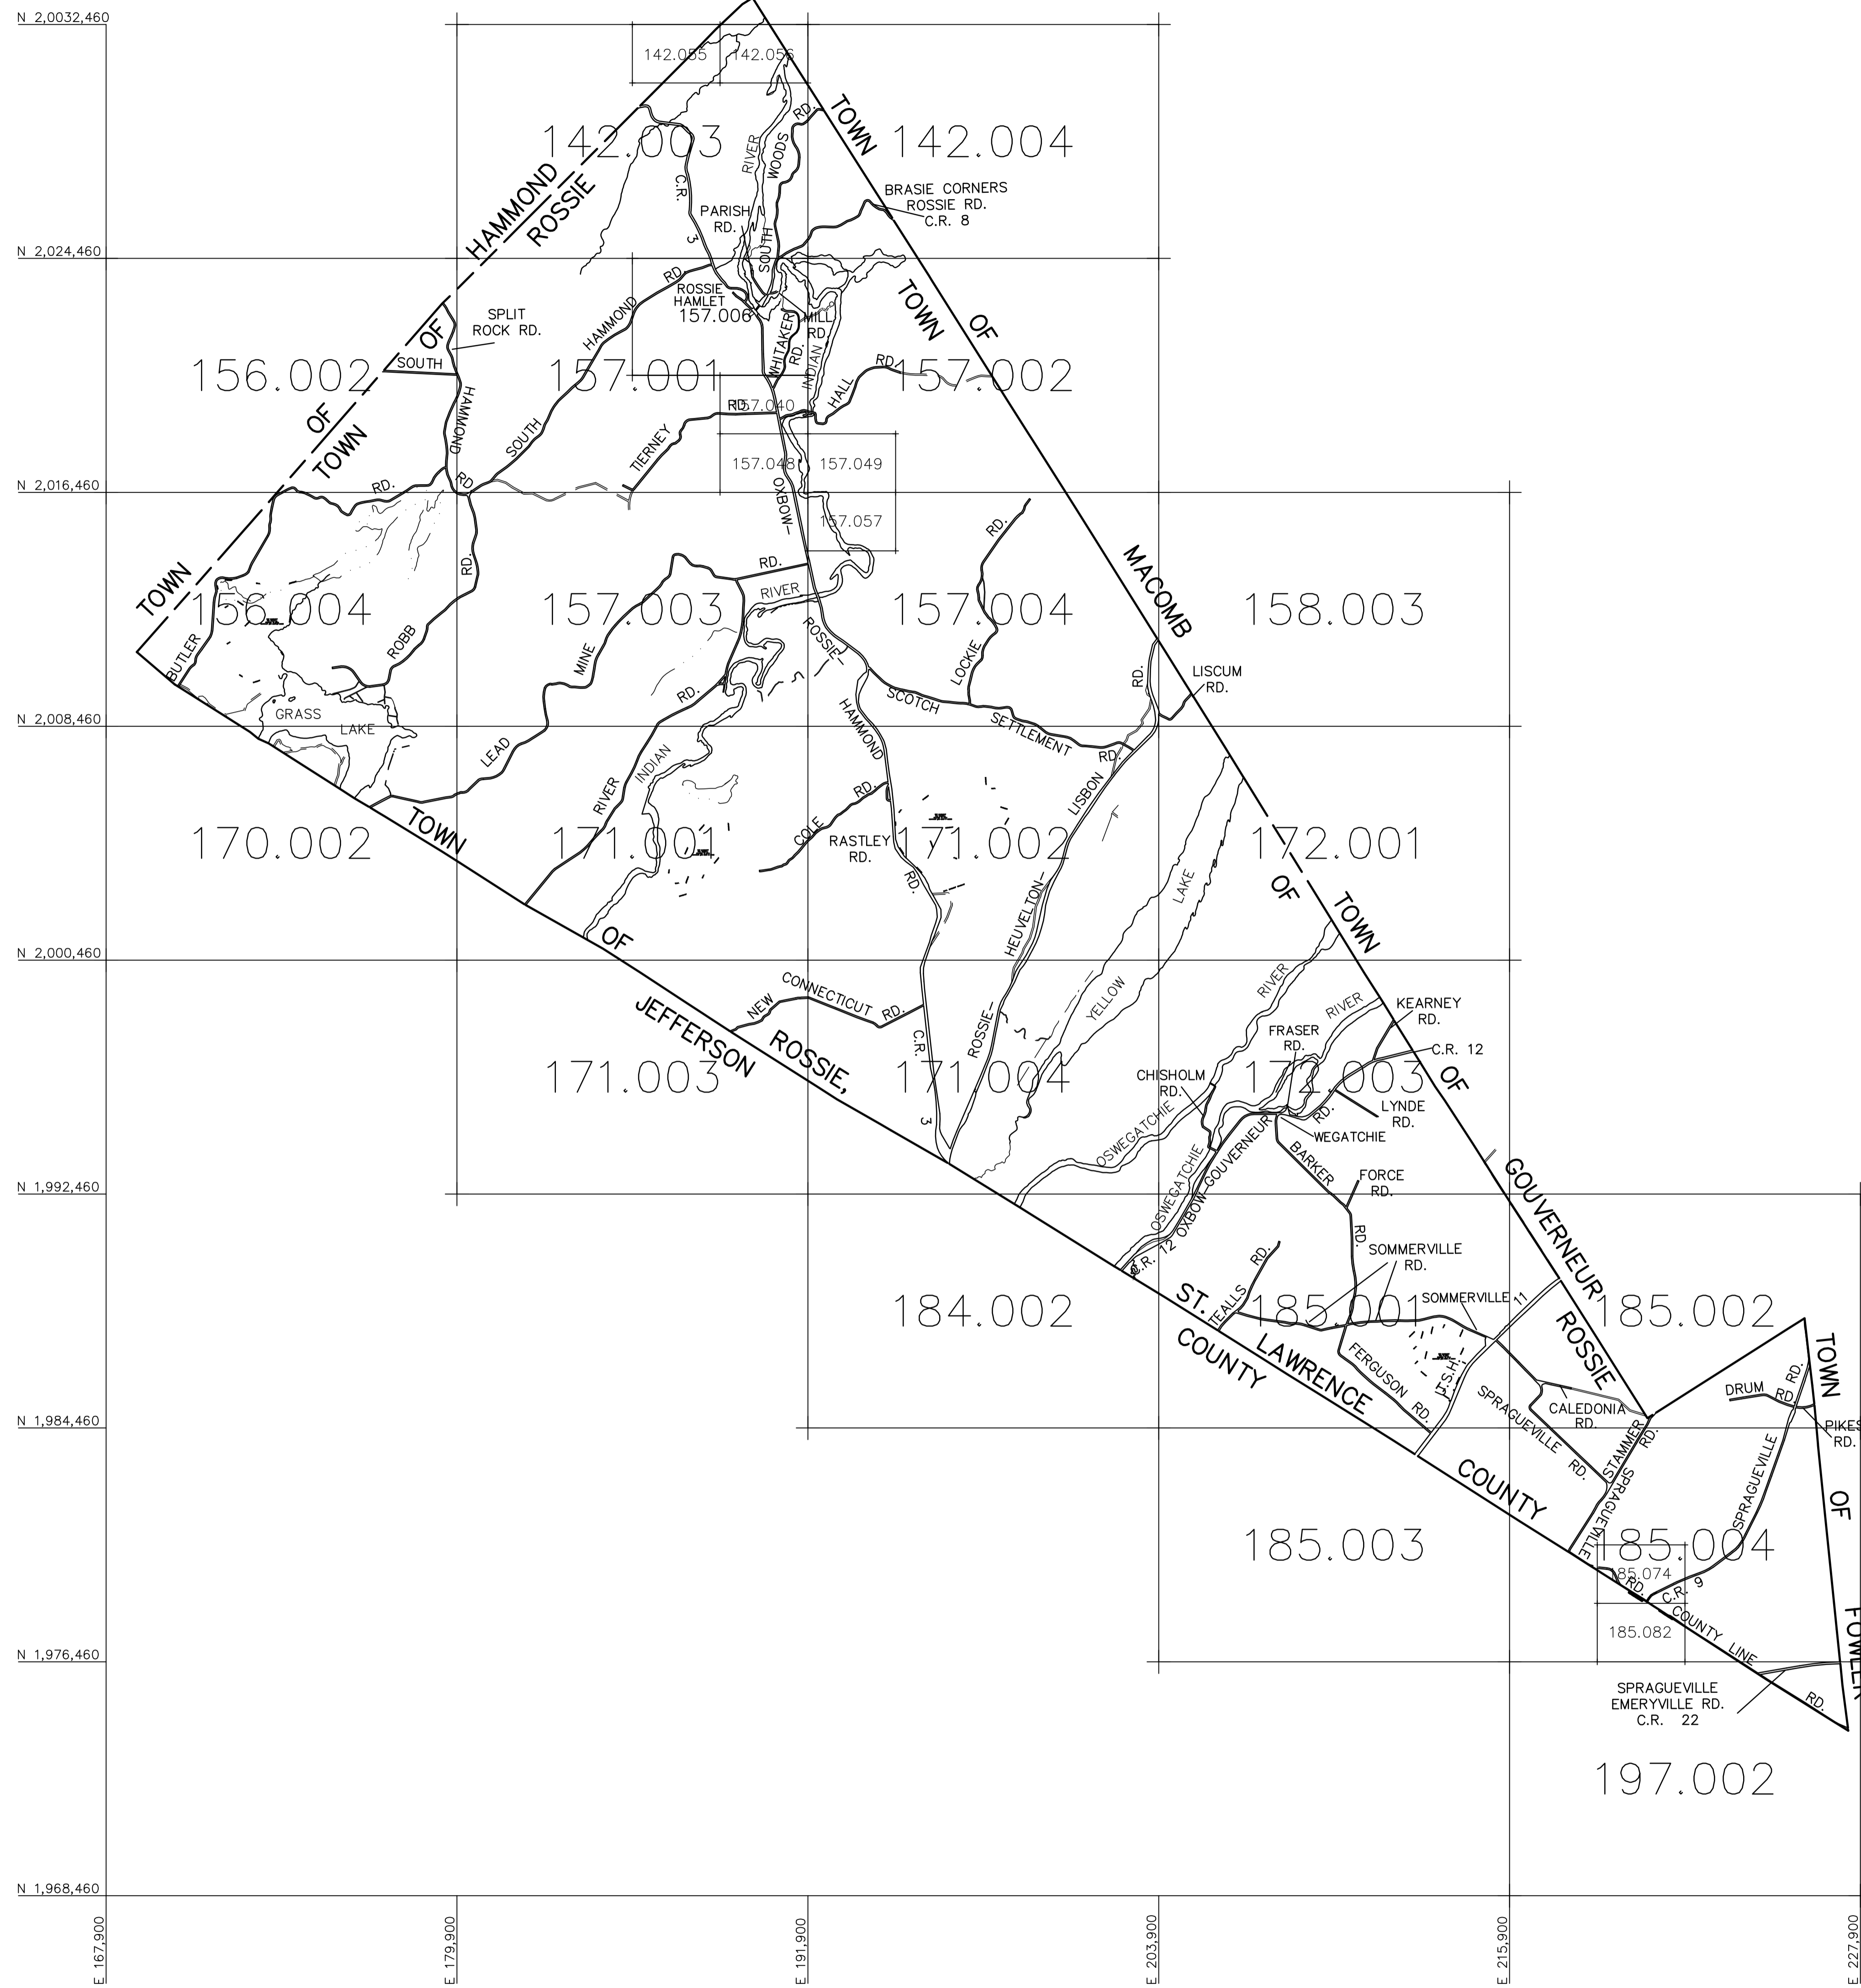 N 2,0032,460
142.055
142.056
142.003
142.004
TOWN
HAMMOND
ROSSIE
C.R.
3
RIVER
WOODS
RD.
PARISH
RD.
SOUTH
BRASIE CORNERS
ROSSIE RD.
C.R. 8
N 2,024,460
TOWN
OF
SPLIT
ROCK RD.
OF
SOUTH
HAMMOND
RD.
ROSSIE
HAMLET
157.006
MILL
RD.
WHITAKER
RD.
INDIAN
HALL
RD.
156.002
157.001
157.002
HAMMOND
SOUTH
RD.
157.040
TIERNEY
OF
TOWN
157.048
157.049
RD.
RD.
N 2,016,460
OXBOW-
157.057
RD.
RD.
RD.
RIVER
TOWN
156.004
157.003
157.004
158.003
MACOMB
BUTLER
ROBB
MINE
ROSSIE-
LOCKIE
RD.
LISCUM
RD.
RD.
GRASS
LAKE
N 2,008,460
HAMMOND
SCOTCH
SETTLEMENT
RD.
LEAD
INDIAN
RIVER
LISBON
COLE
RD.
RASTLEY
RD.
RD.
TOWN
170.002
171.001
171.002
172.001
HEUVELTON-
LAKE
OF
TOWN
OF
N 2,000,460
NEW
CONNECTICUT
RD.
YELLOW
RIVER
RIVER
KEARNEY
RD.
FRASER
RD.
C.R. 12
JEFFERSON
ROSSIE,
C.R.
3
ROSSIE-
171.003
171.004
172.003
OF
CHISHOLM
RD.
LYNDE
RD.
RD.
WEGATCHIE
OSWEGATCHIE
OSWEGATCHIE
GOUVERNEUR
OXBOW
C.R. 12
BARKER
RD.
FORCE
RD.
N 1,992,460
GOUVERNEUR,
SOMMERVILLE
RD.
TEALLS
RD.
SOMMERVILLE
11
184.002
185.001
185.002
ST.
LAWRENCE
COUNTY
FERGUSON
RD.
U.S.H.
ROSSIE
SPRAGUEVILLE
RD.
CALEDONIA
RD.
STAMMER
RD.
DRUM
RD.
RD.
TOWN
PIKES
RD.
N 1,984,460
COUNTY
SPRAGUEVILLE
SPRAGUEVILLE
OF
185.003
185.004
185.074
RD.
C.R. 9
185.082
COUNTY LINE
RD.
FOWLER
N 1,976,460
SPRAGUEVILLE
EMERYVILLE RD.
C.R. 22
197.002
N 1,968,460
E 167,900
E 179,900
E 191,900
E 203,900
E 215,900
E 227,900